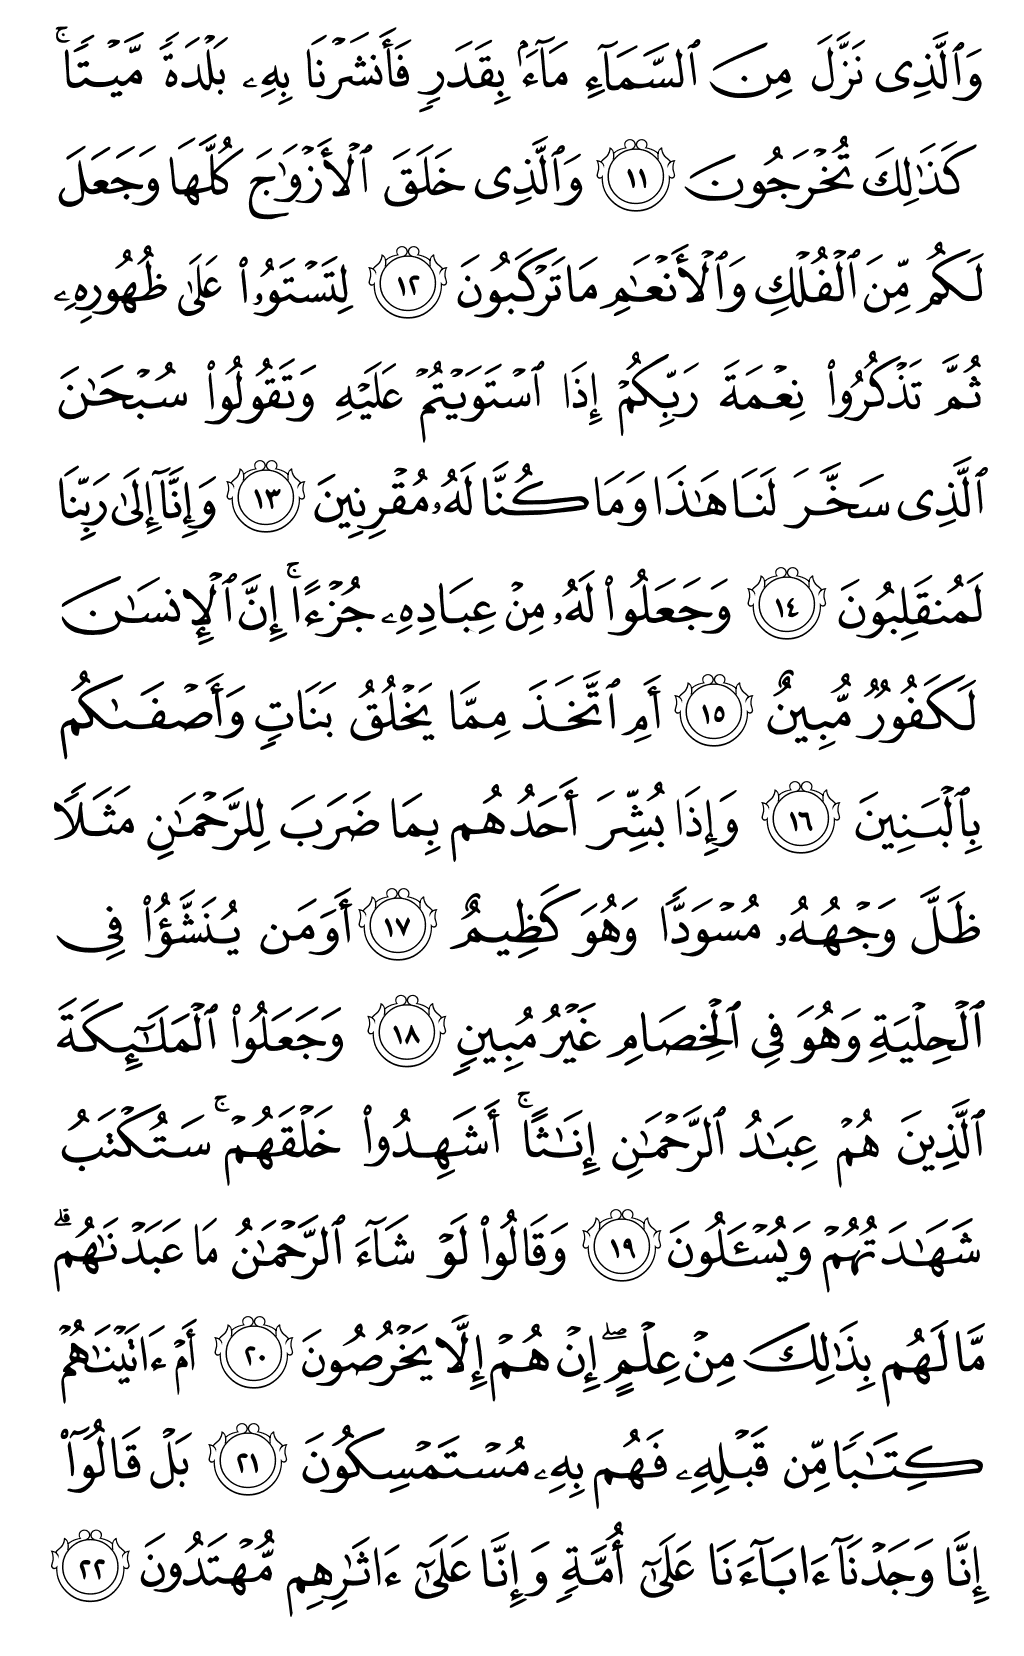 وَٱلَّذِى نَزَّلَ مِنَ ٱلسَّمَآءِ مَآءًۢ بِقَدَرٍ فَأَنشَرْنَا بِهِۦ بَلْدَةً مَّيْتًا ۚ
كَذَٰلِكَ تُخْرَجُونَ ١١ وَٱلَّذِى خَلَقَ ٱلْأَزْوَٰجَ كُلَّهَا وَجَعَلَ
لَكُم مِّنَ ٱلْفُلْكِ وَٱلْأَنْعَٰمِ مَا تَرْكَبُونَ ١٢ لِتَسْتَوُۥا۟ عَلَىٰ ظُهُورِهِۦ
ثُمَّ تَذْكُرُوا۟ نِعْمَةَ رَبِّكُمْ إِذَا ٱسْتَوَيْتُمْ عَلَيْهِ وَتَقُولُوا۟ سُبْحَٰنَ
ٱلَّذِى سَخَّرَ لَنَا هَٰذَا وَمَا كُنَّا لَهُۥ مُقْرِنِينَ ١٣ وَإِنَّآ إِلَىٰ رَبِّنَا
لَمُنقَلِبُونَ ١٤ وَجَعَلُوا۟ لَهُۥ مِنْ عِبَادِهِۦ جُزْءًا ۚ إِنَّ ٱلْإِنسَٰنَ
لَكَفُورٌ مُّبِينٌ ١٥ أَمِ ٱتَّخَذَ مِمَّا يَخْلُقُ بَنَاتٍ وَأَصْفَىٰكُم
بِٱلْبَنِينَ ١٦ وَإِذَا بُشِّرَ أَحَدُهُم بِمَا ضَرَبَ لِلرَّحْمَٰنِ مَثَلًا
ظَلَّ وَجْهُهُۥ مُسْوَدًّا وَهُوَ كَظِيمٌ ١٧ أَوَمَن يُنَشَّؤُا۟ فِى
ٱلْحِلْيَةِ وَهُوَ فِى ٱلْخِصَامِ غَيْرُ مُبِينٍ ١٨ وَجَعَلُوا۟ ٱلْمَلَٰٓئِكَةَ
ٱلَّذِينَ هُمْ عِبَٰدُ ٱلرَّحْمَٰنِ إِنَٰثًا ۚ أَشَهِدُوا۟ خَلْقَهُمْ ۚ سَتُكْتَبُ
شَهَٰدَتُهُمْ وَيُسْـَٔلُونَ ١٩ وَقَالُوا۟ لَوْ شَآءَ ٱلرَّحْمَٰنُ مَا عَبَدْنَٰهُم ۗ
مَّا لَهُم بِذَٰلِكَ مِنْ عِلْمٍ ۖ إِنْ هُمْ إِلَّا يَخْرُصُونَ ٢٠ أَمْ ءَاتَيْنَٰهُمْ
كِتَٰبًا مِّن قَبْلِهِۦ فَهُم بِهِۦ مُسْتَمْسِكُونَ ٢١ بَلْ قَالُوٓا۟
إِنَّا وَجَدْنَآ ءَابَآءَنَا عَلَىٰٓ أُمَّةٍ وَإِنَّا عَلَىٰٓ ءَاثَٰرِهِم مُّهْتَدُونَ ٢٢